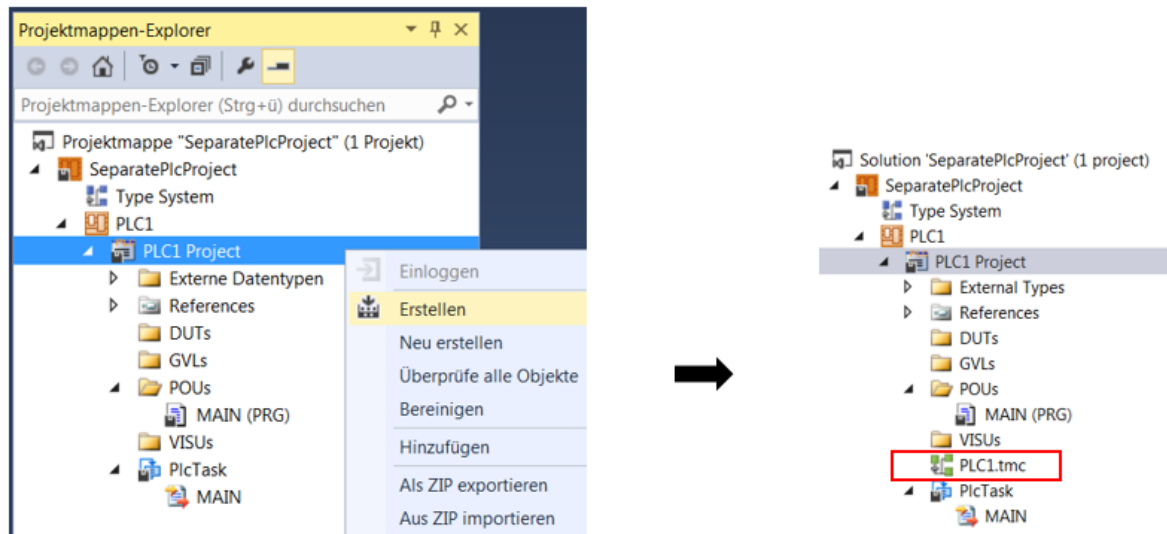 Projektmappen-Explorer
Projektmappen-Explorer (Strg+ü) durchsuchen
Projektmappe "SeparatePlcProject" (1 Projekt)
SeparatePlcProject
Type System
PLC1
PLC1 Project
Externe Datentypen
References
DUTs
GVLs
POUs
MAIN (PRG)
VISUs
PlcTask
MAIN
Einloggen
Erstellen
Neu erstellen
Überprüfe alle Objekte
Bereinigen
Hinzufügen
Als ZIP exportieren
Aus ZIP importieren
Solution 'SeparatePlcProject' (1 project)
SeparatePlcProject
Type System
PLC1
PLC1 Project
External Types
References
DUTs
GVLs
POUs
MAIN (PRG)
VISUs
PLC1.tmc
PlcTask
MAIN